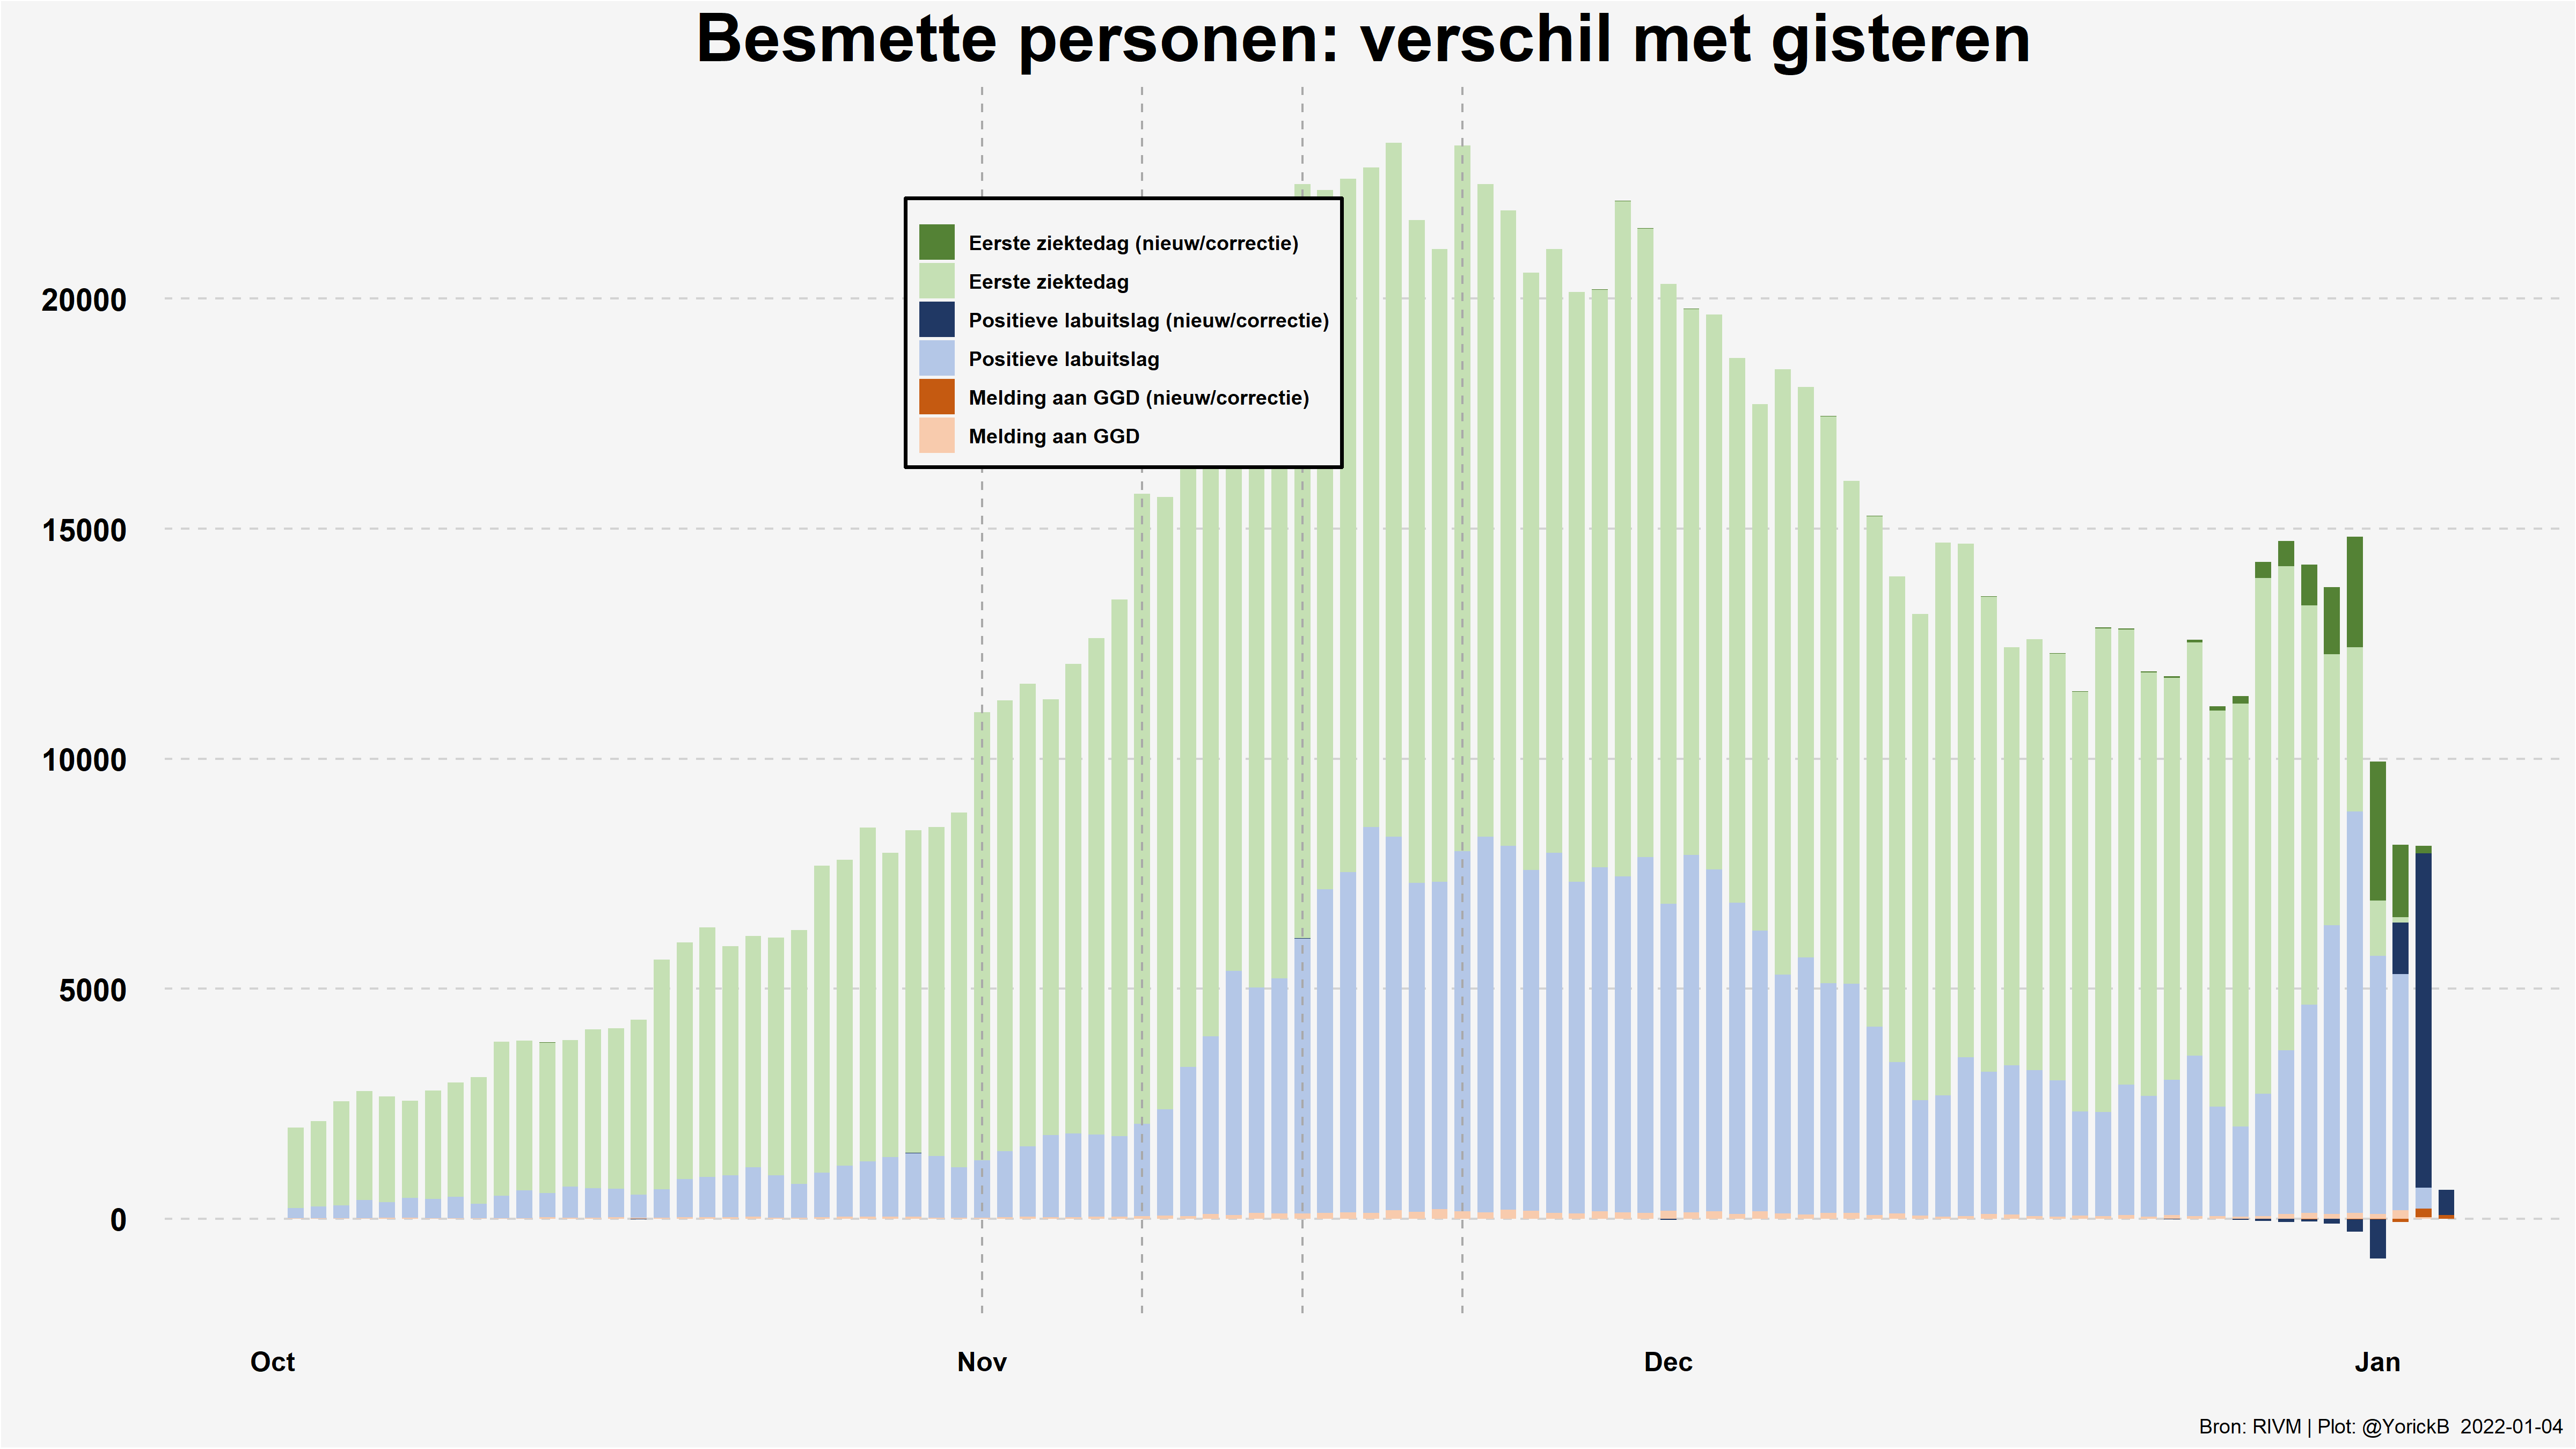 Besmette personen: verschil met gisteren
Eerste ziektedag (nieuw/correctie)
Eerste ziektedag
Positieve labuitslag (nieuw/correctie)
Positieve labuitslag
Melding aan GGD (nieuw/correctie)
Melding aan GGD
20000
15000
10000
5000
0
Oct Nov Dec Jan
Bron: RIVM | Plot: @YorickB 2022-01-04